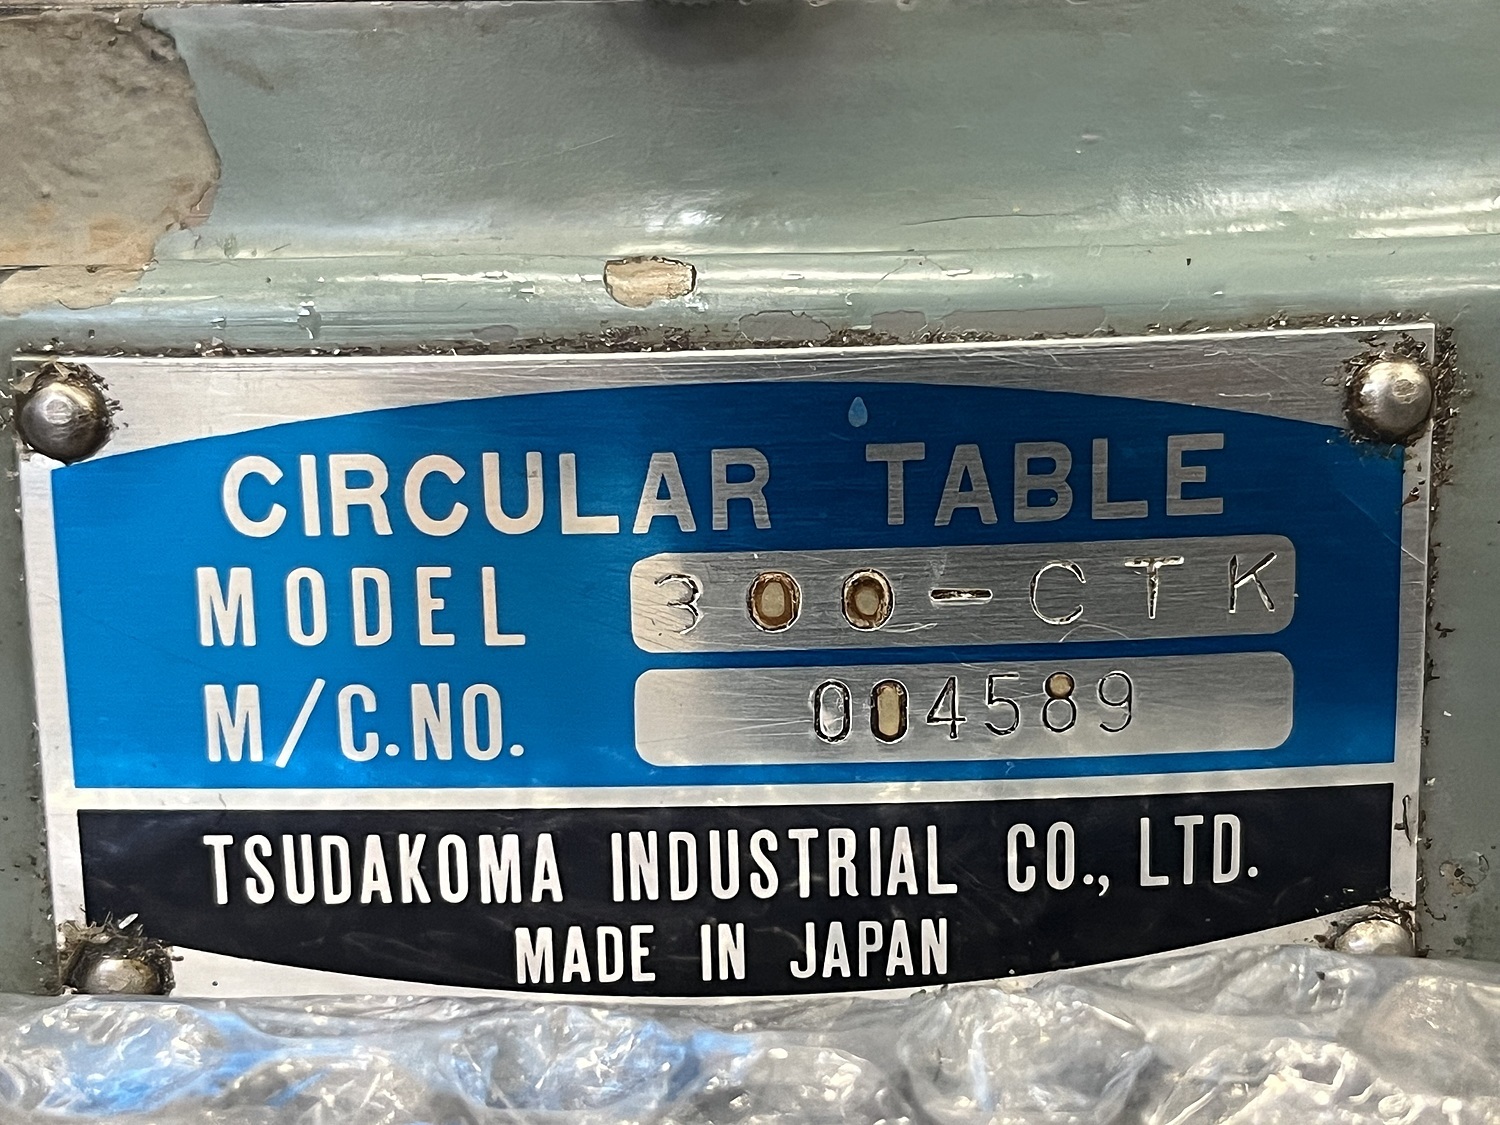 CIRCULAR TABLE
MODEL 300-CTK
M/C.NO. 004589
TSUDAKOMA INDUSTRIAL CO., LTD.
MADE IN JAPAN